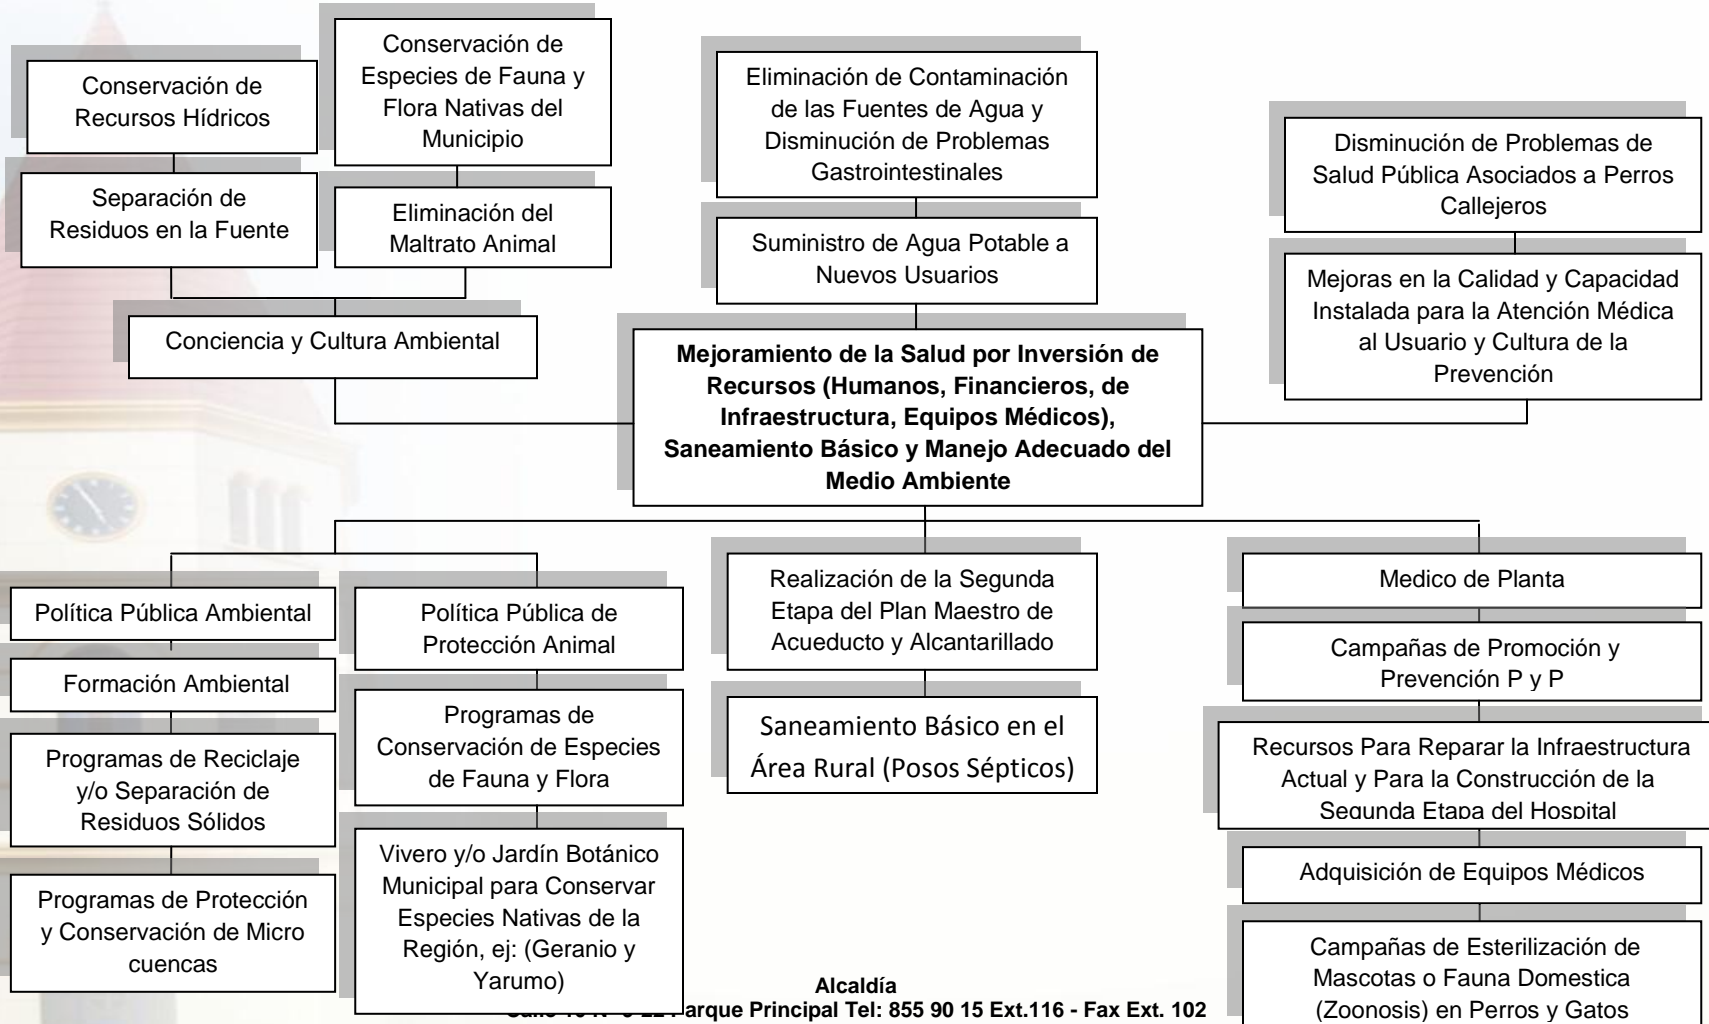 Conservación de
Recursos Hídricos
Separación de
Residuos en la Fuente
Conservación de
Especies de Fauna y
Flora Nativas del
Municipio
Eliminación del
Maltrato Animal
Conciencia y Cultura Ambiental
Eliminación de Contaminación
de las Fuentes de Agua y
Disminución de Problemas
Gastrointestinales
Suministro de Agua Potable a
Nuevos Usuarios
Disminución de Problemas de
Salud Pública Asociados a Perros
Callejeros
Mejoras en la Calidad y Capacidad
Instalada para la Atención Médica
al Usuario y Cultura de la
Prevención
Mejoramiento de la Salud por Inversión de
Recursos (Humanos, Financieros, de
Infraestructura, Equipos Médicos),
Saneamiento Básico y Manejo Adecuado del
Medio Ambiente
Política Pública Ambiental
Formación Ambiental
Programas de Reciclaje
y/o Separación de
Residuos Sólidos
Programas de Protección
y Conservación de Micro
cuencas
Política Pública de
Protección Animal
Programas de
Conservación de Especies
de Fauna y Flora
Vivero y/o Jardín Botánico
Municipal para Conservar
Especies Nativas de la
Región, ej: (Geranio y
Yarumo)
Realización de la Segunda
Etapa del Plan Maestro de
Acueducto y Alcantarillado
Saneamiento Básico en el
Área Rural (Posos Sépticos)
Medico de Planta
Campañas de Promoción y
Prevención P y P
Recursos Para Reparar la Infraestructura
Actual y Para la Construcción de la
Segunda Etapa del Hospital
Adquisición de Equipos Médicos
Campañas de Esterilización de
Mascotas o Fauna Domestica
(Zoonosis) en Perros y Gatos
Alcaldía
arque Principal Tel: 855 90 15 Ext.116 - Fax Ext. 102